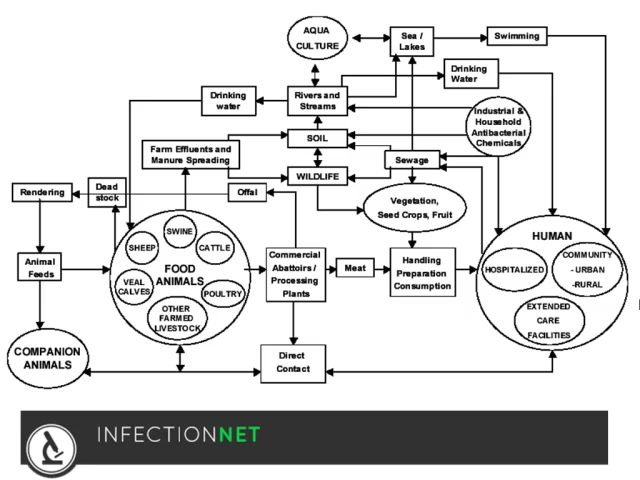 AQUA
CULTURE
Sea /
Lakes
Swimming
Drinking
Water
Drinking
water
Rivers and
Streams
Industrial &
Household
Antibacterial
Chemicals
Farm Effluents and
Manure Spreading
SOIL
Sewage
WILDLIFE
Rendering
Dead
stock
Offal
Vegetation,
Seed Crops, Fruit
SWINE
SHEEP
CATTLE
FOOD
ANIMALS
VEAL
CALVES
POULTRY
OTHER
FARMED
LIVESTOCK
Animal
Feeds
Commercial
Abattoirs /
Processing
Plants
Meat
Handling
Preparation
Consumption
HUMAN
HOSPITALIZED
COMMUNITY
- URBAN
-RURAL
EXTENDED
CARE
FACILITIES
COMPANION
ANIMALS
Direct
Contact
INFECTIONNET